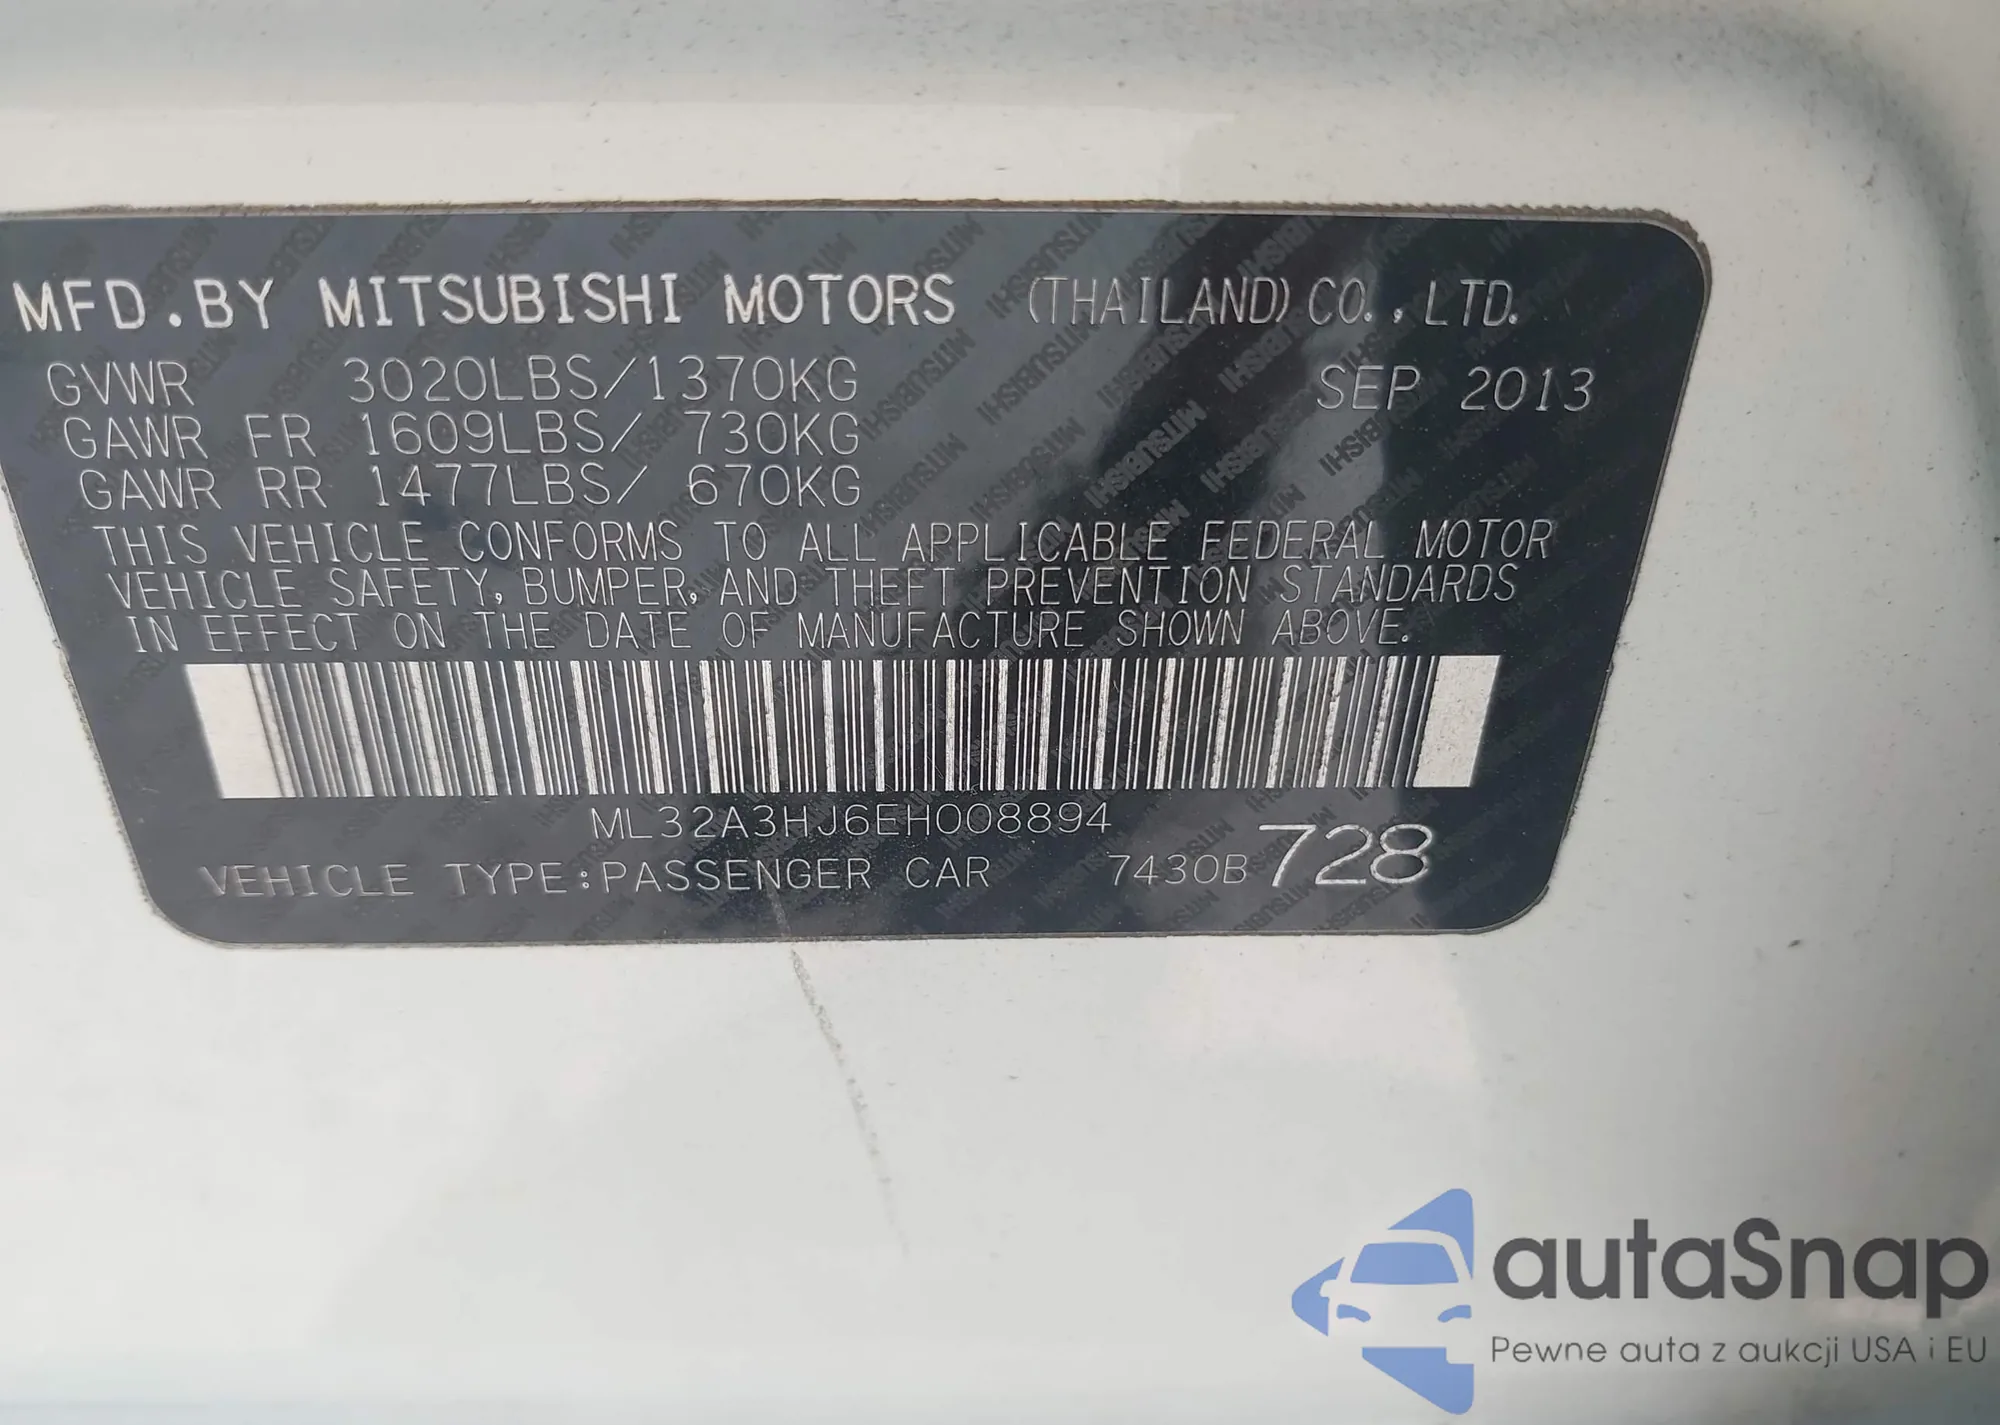 MFD.BY MITSUBISHI MOTORS (THAILAND)CO.,LTD.
GVWR 3020LBS/1370KG SEP 2013
GAWR FR 1609LBS/ 730KG
GAWR RR 1477LBS/ 670KG
THIS VEHICLE CONFORMS TO ALL APPLICABLE FEDERAL MOTOR
VEHICLE SAFETY, BUMPER, AND THEFT PREVENTION STANDARDS
IN EFFECT ON THE DATE OF MANUFACTURE SHOWN ABOVE.
ML32A3HJ6EH008894
VEHICLE TYPE:PASSENGER CAR 7430B 728
autaSnap
Pewne auta z aukcji USA i EU